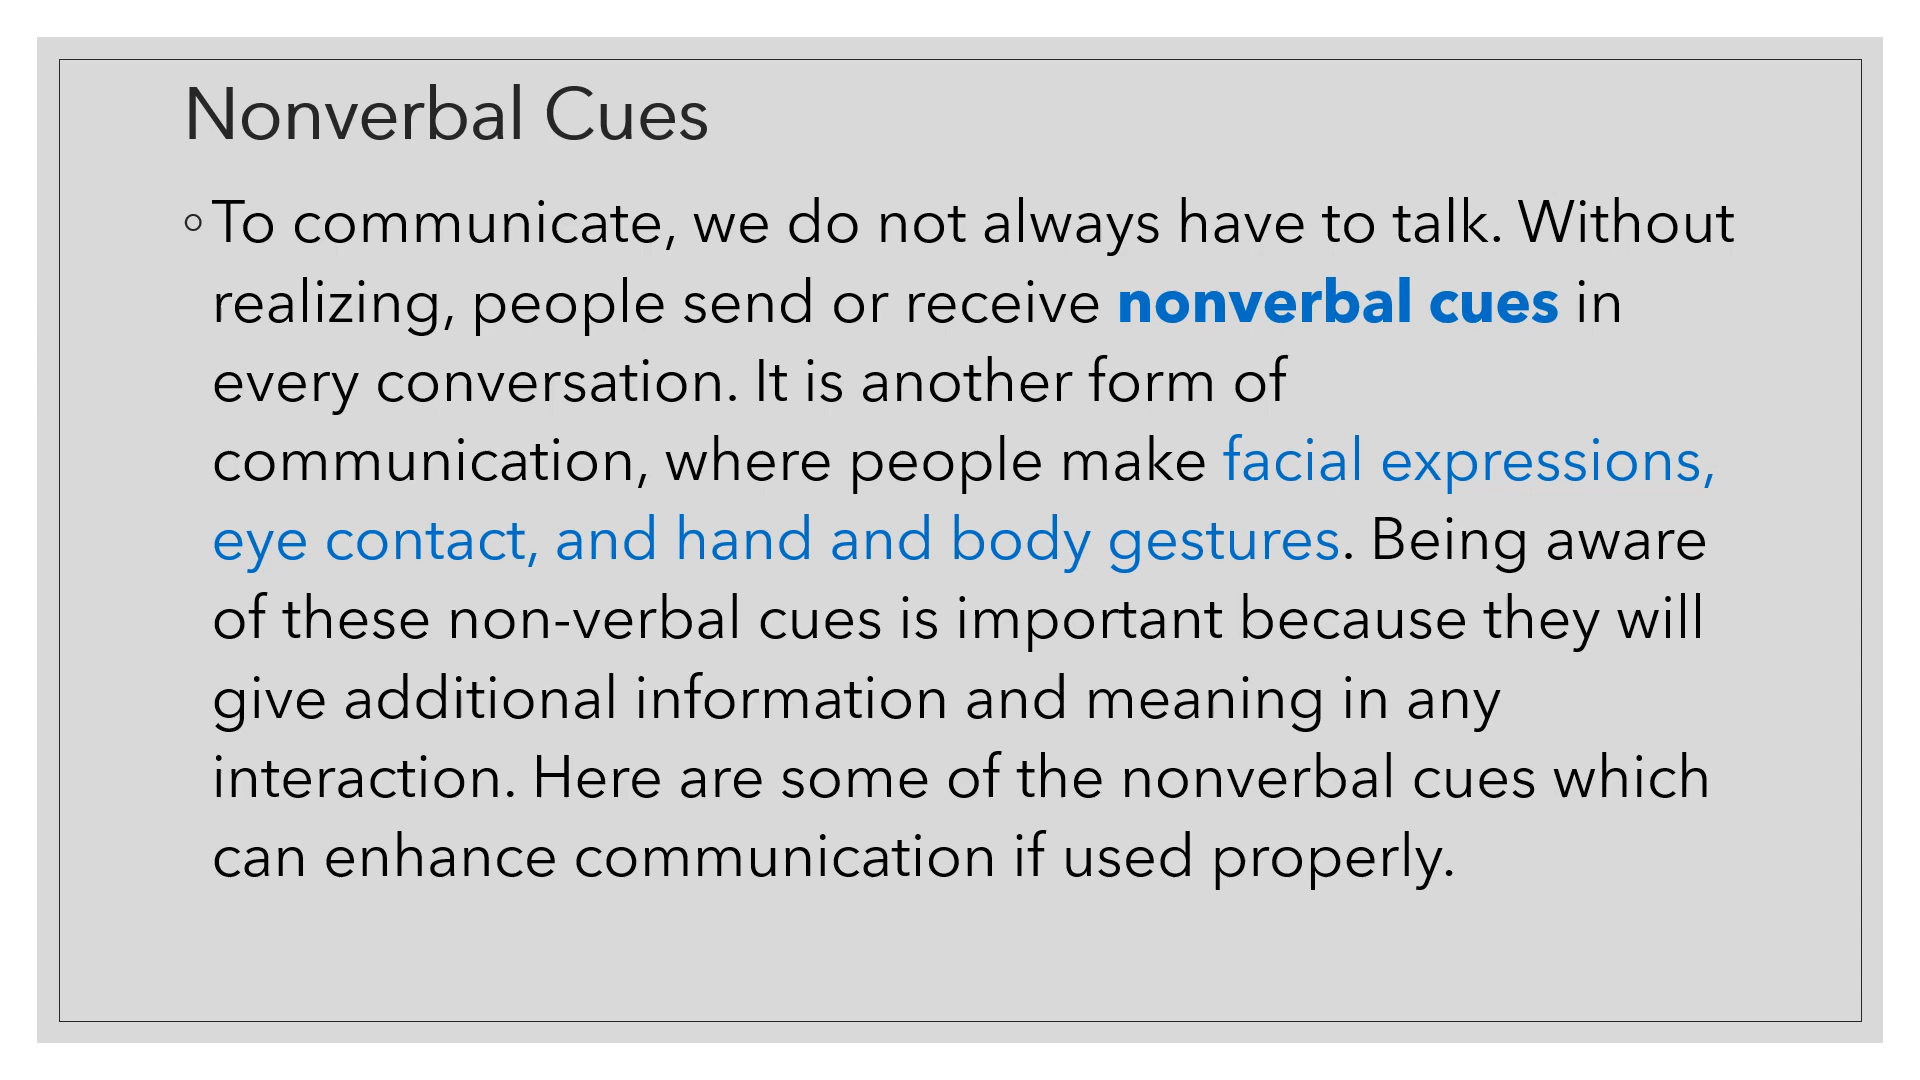 Nonverbal Cues
◦To communicate, we do not always have to talk. Without
realizing, people send or receive nonverbal cues in
every conversation. It is another form of
communication, where people make facial expressions,
eye contact, and hand and body gestures. Being aware
of these non-verbal cues is important because they will
give additional information and meaning in any
interaction. Here are some of the nonverbal cues which
can enhance communication if used properly.